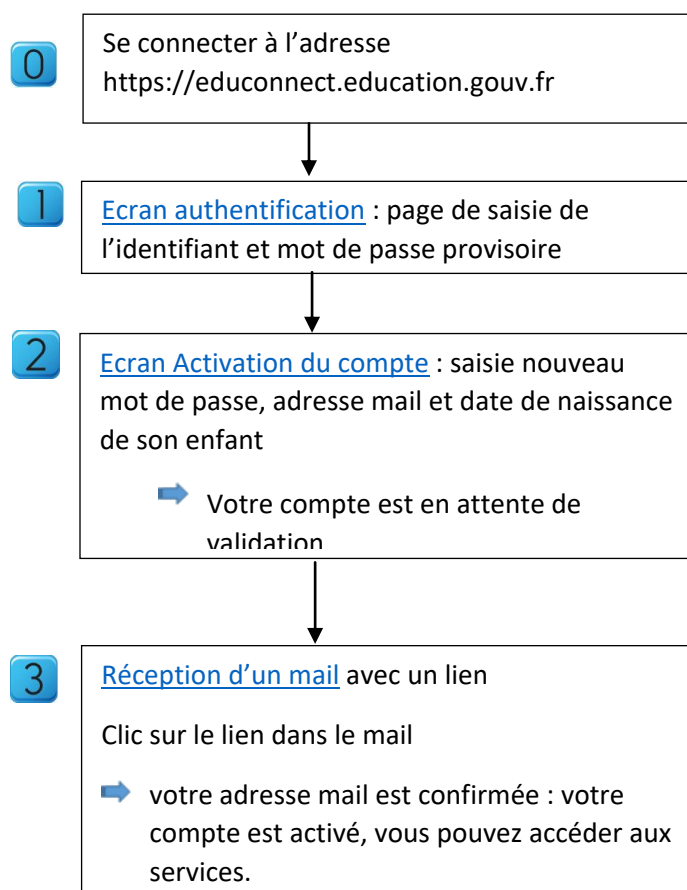 0
Se connecter à l’adresse
https://educonnect.education.gouv.fr
1
Ecran authentification : page de saisie de
l’identifiant et mot de passe provisoire
2
Ecran Activation du compte : saisie nouveau
mot de passe, adresse mail et date de naissance
de son enfant
Votre compte est en attente de
validation
3
Réception d’un mail avec un lien
Clic sur le lien dans le mail
votre adresse mail est confirmée : votre
compte est activé, vous pouvez accéder aux
services.